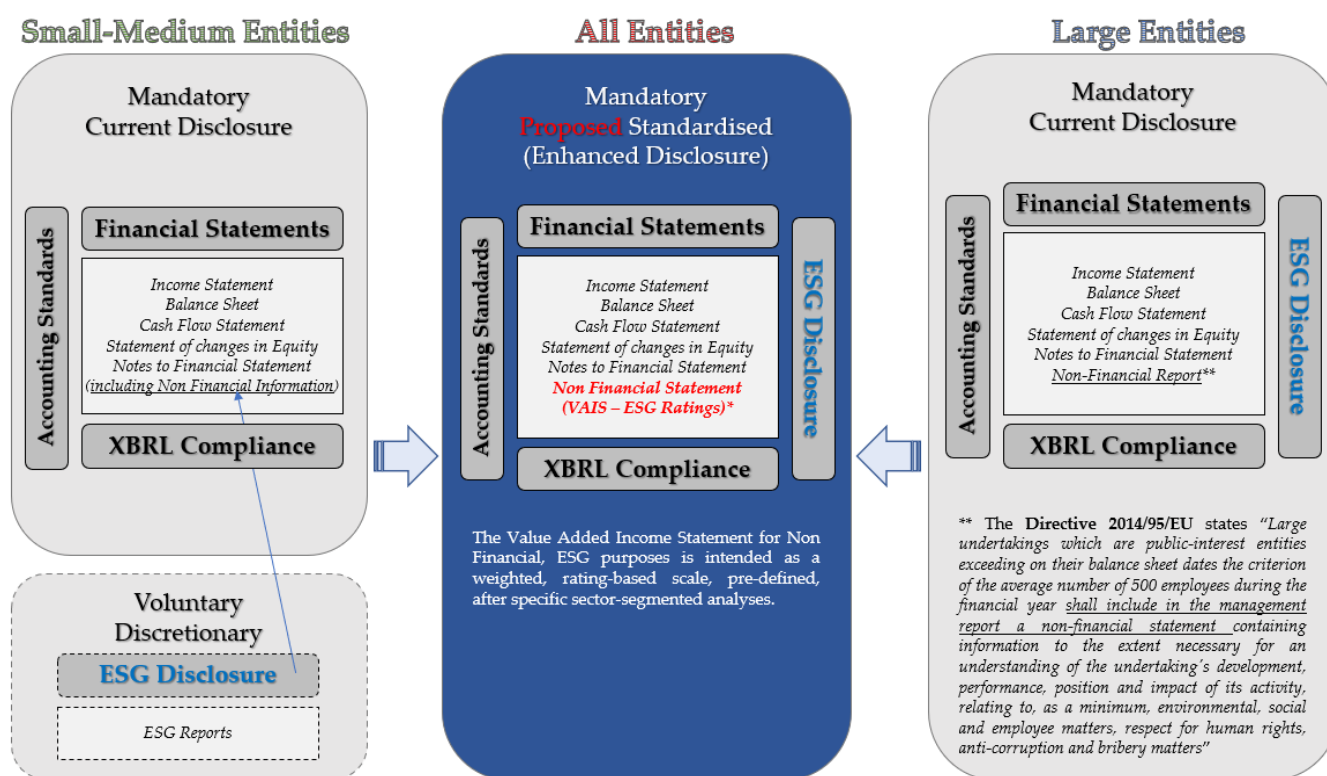 Small-Medium Entities
Mandatory
Current Disclosure
Accounting Standards
Financial Statements
Income Statement
Balance Sheet
Cash Flow Statement
Statement of changes in Equity
Notes to Financial Statement
(including Non Financial Information)
XBRL Compliance
Voluntary
Discretionary
ESG Disclosure
ESG Reports
All Entities
Mandatory
Proposed Standardised
(Enhanced Disclosure)
Accounting Standards
Financial Statements
Income Statement
Balance Sheet
Cash Flow Statement
Statement of changes in Equity
Notes to Financial Statement
Non Financial Statement
(VAIS – ESG Ratings)*
XBRL Compliance
ESG Disclosure
The Value Added Income Statement for Non
Financial, ESG purposes is intended as a
weighted, rating-based scale, pre-defined,
after specific sector-segmented analyses.
Large Entities
Mandatory
Current Disclosure
Accounting Standards
Financial Statements
Income Statement
Balance Sheet
Cash Flow Statement
Statement of changes in Equity
Notes to Financial Statement
Non-Financial Report**
XBRL Compliance
ESG Disclosure
** The Directive 2014/95/EU states “Large
undertakings which are public-interest entities
exceeding on their balance sheet dates the criterion
of the average number of 500 employees during the
financial year shall include in the management
report a non-financial statement containing
information to the extent necessary for an
understanding of the undertaking's development,
performance, position and impact of its activity,
relating to, as a minimum, environmental, social
and employee matters, respect for human rights,
anti-corruption and bribery matters”